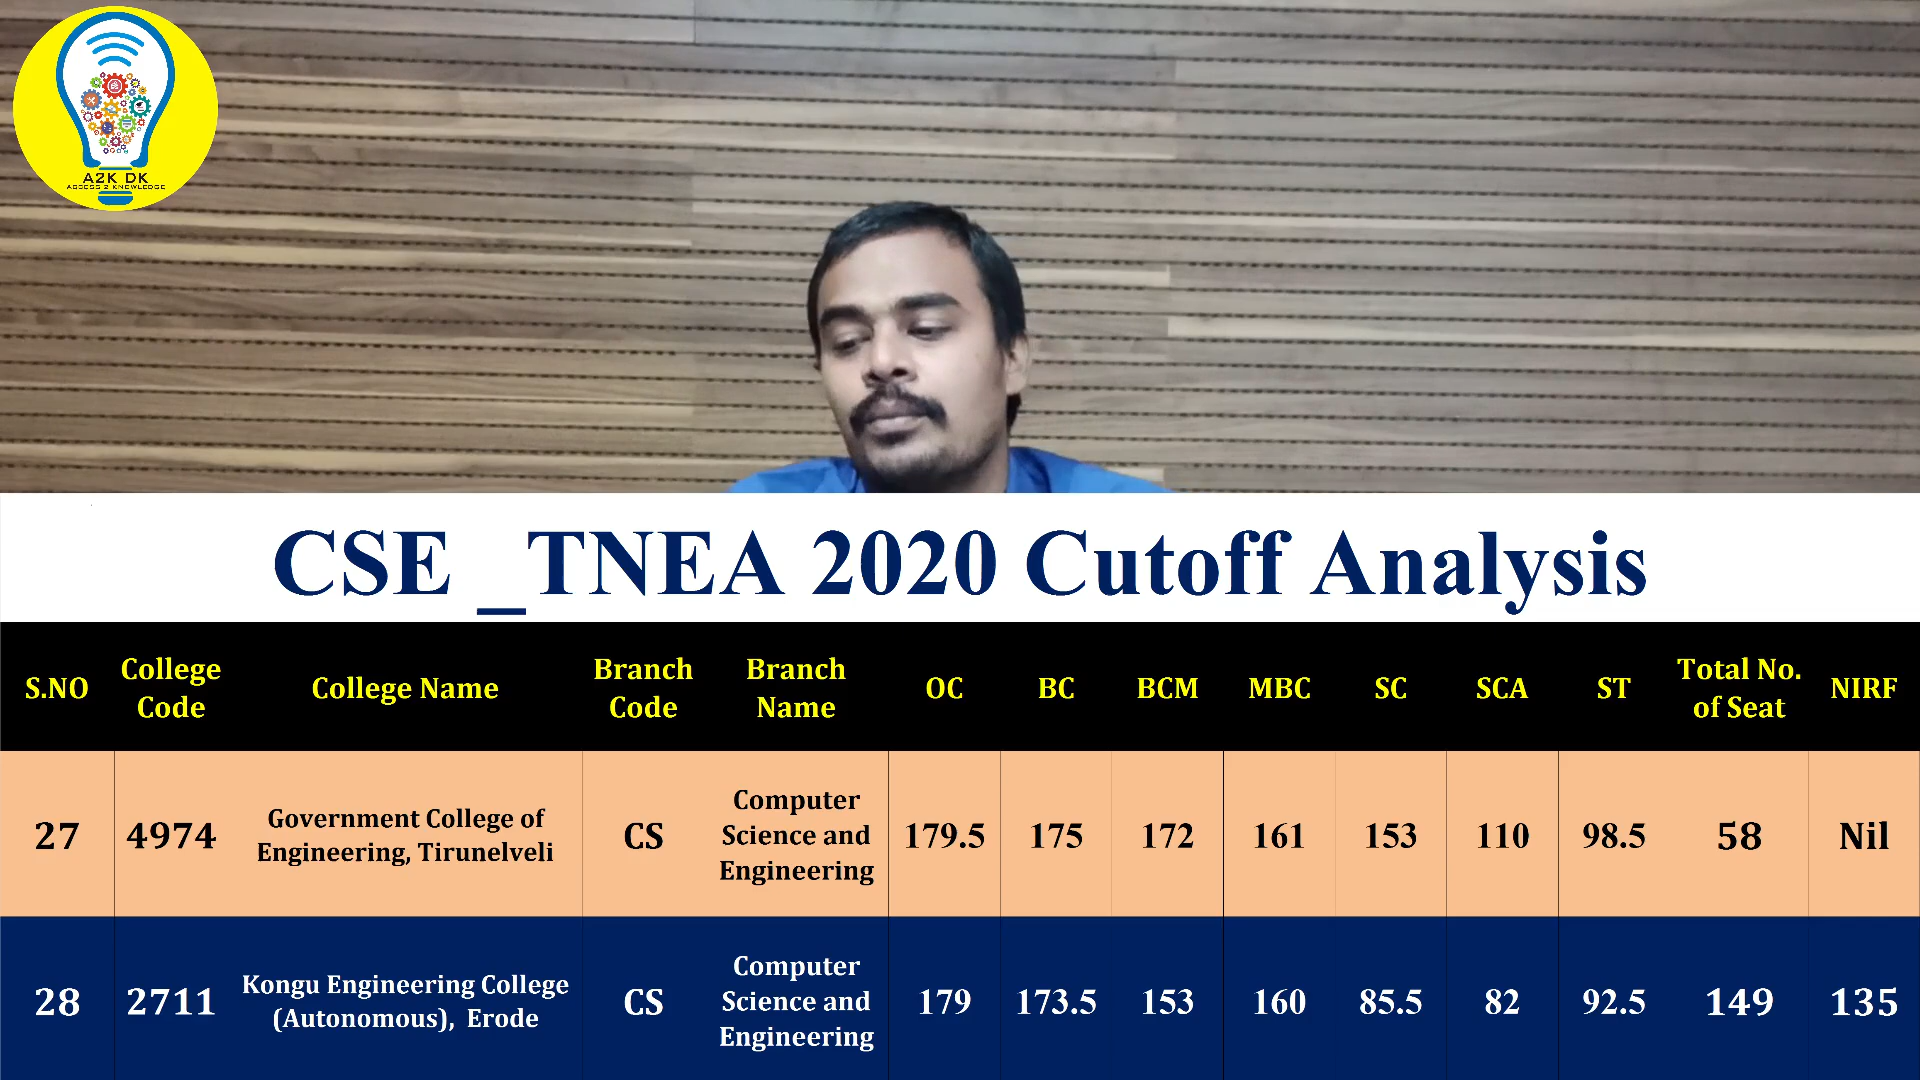 A2K DK
ACCESS 2 KNOWLEDGE
CSE _TNEA 2020 Cutoff Analysis
S.NO College Code College Name Branch Code Branch Name OC BC BCM MBC SC SCA ST Total No. of Seat NIRF
27 4974 Government College of Engineering, Tirunelveli CS Computer Science and Engineering 179.5 175 172 161 153 110 98.5 58 Nil
28 2711 Kongu Engineering College (Autonomous), Erode CS Computer Science and Engineering 179 173.5 153 160 85.5 82 92.5 149 135